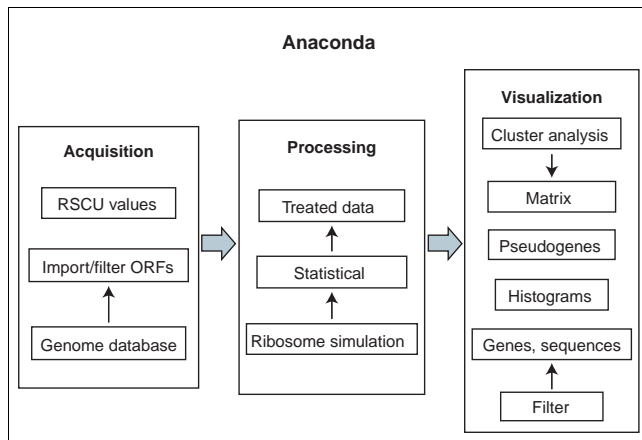 Anaconda
Acquisition
RSCU values
Import/filter ORFs
Genome database
Processing
Treated data
Statistical
Ribosome simulation
Visualization
Cluster analysis
Matrix
Pseudogenes
Histograms
Genes, sequences
Filter